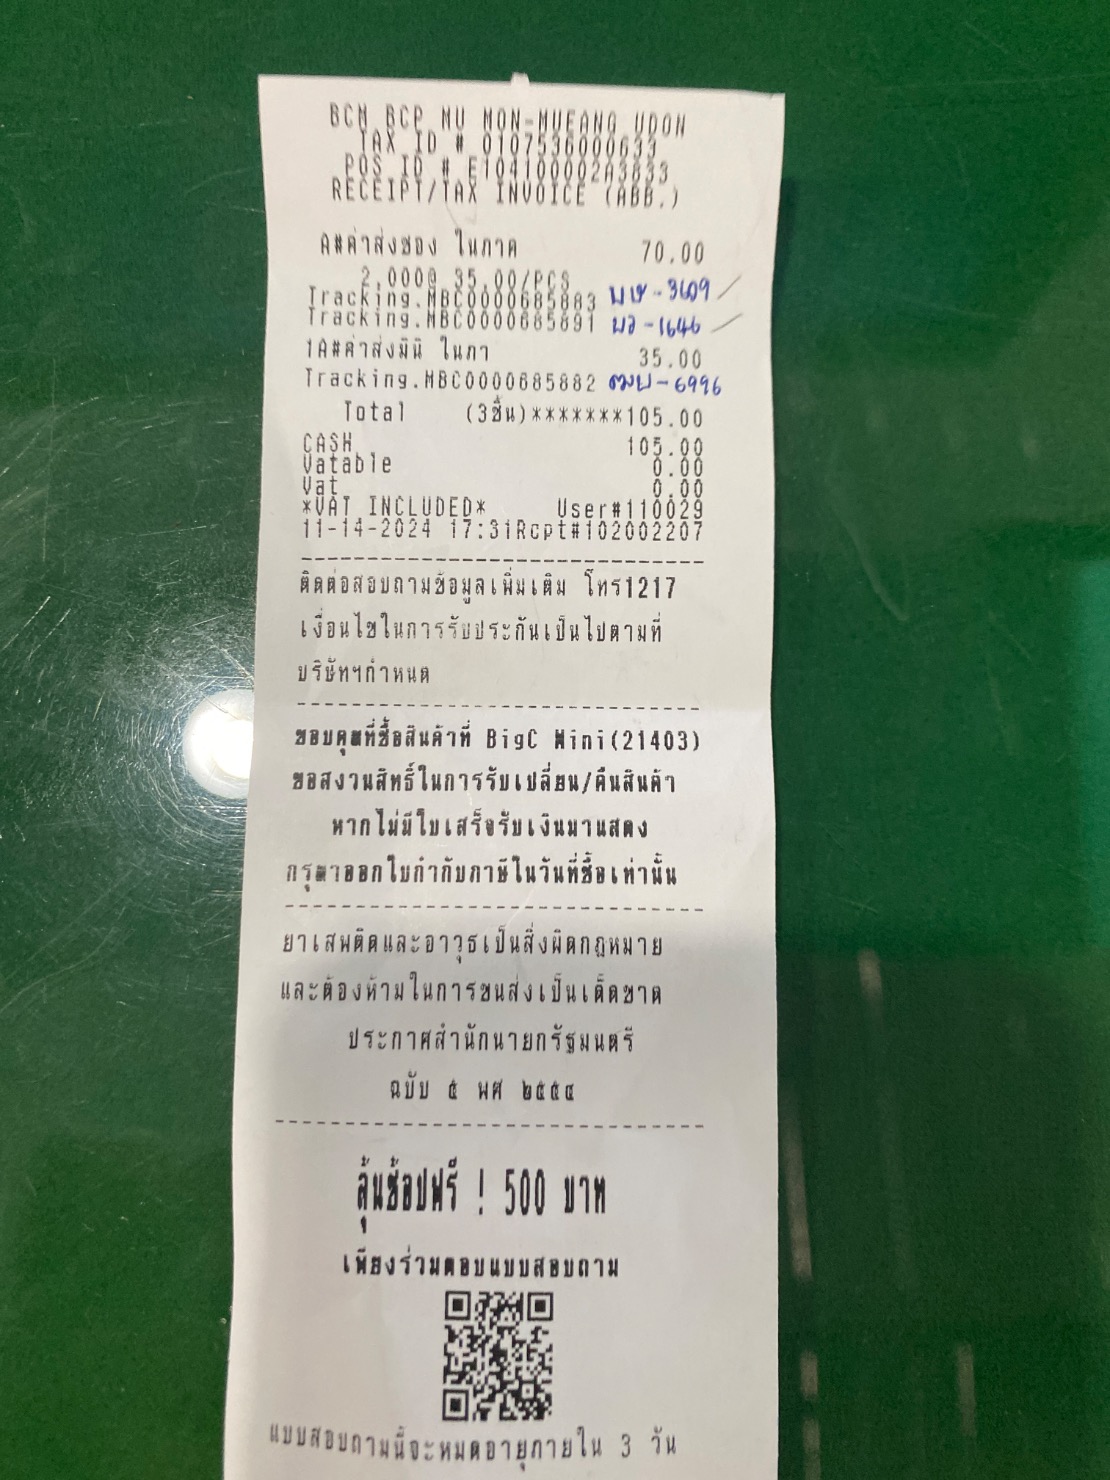 BCM BCP MU MON-MUEANG UDON
TAX ID # 0107536000633
POS ID # E104100002A3833
RECEIPT/TAX INVOICE (ABB.)
A#ค่าส่งซอง ในภาค 70.00
2.000@ 35.00/PCS
Tracking.MBC0000685883 3609
Tracking.MBC0000685891 1646
1A#ค่าส่งมินิ ในภา 35.00
Tracking.MBC0000685882 6996
Total (3ชิ้น)*******105.00
CASH 105.00
Vatable 0.00
Vat 0.00
*VAT INCLUDED* User#110029
11-14-2024 17:31Rcpt#102002207
ติดต่อสอบถามข้อมูลเพิ่มเติม โทร1217
เงื่อนไขในการรับประกันเป็นไปตามที่
บริษัทฯกำหนด
ขอบคุณที่ซื้อสินค้าที่ BigC Mini(21403)
ขอสงวนสิทธิ์ในการรับเปลี่ยน/คืนสินค้า
หากไม่มีใบเสร็จรับเงินมาแสดง
กรุณาออกใบกำกับภาษีในวันที่ซื้อเท่านั้น
ยาเสพติดและอาวุธเป็นสิ่งผิดกฎหมาย
และต้องห้ามในการขนส่งเป็นเด็ดขาด
ประกาศสำนักนายกรัฐมนตรี
ฉบับ ๕ พศ ๒๕๕๔
ลุ้นช้อปฟรี ! 500 บาท
เพียงร่วมตอบแบบสอบถาม
แบบสอบถามนี้จะหมดอายุภายใน 3 วัน